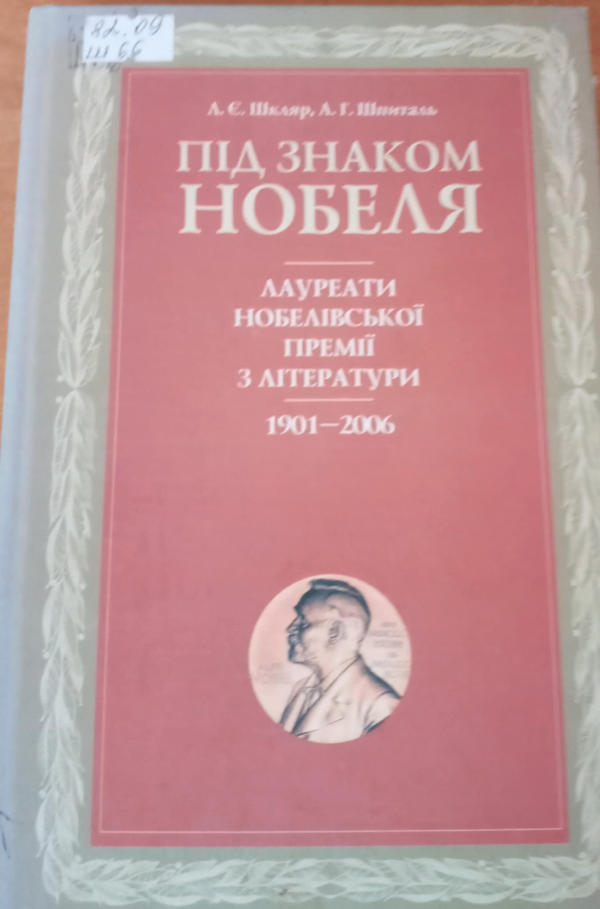 82.09
Ш 66
Л. Є. Шкляр, А. Г. Шпиталь
ПІД ЗНАКОМ
НОБЕЛЯ
ЛАУРЕАТИ
НОБЕЛІВСЬКОЇ
ПРЕМІЇ
З ЛІТЕРАТУРИ
1901–2006